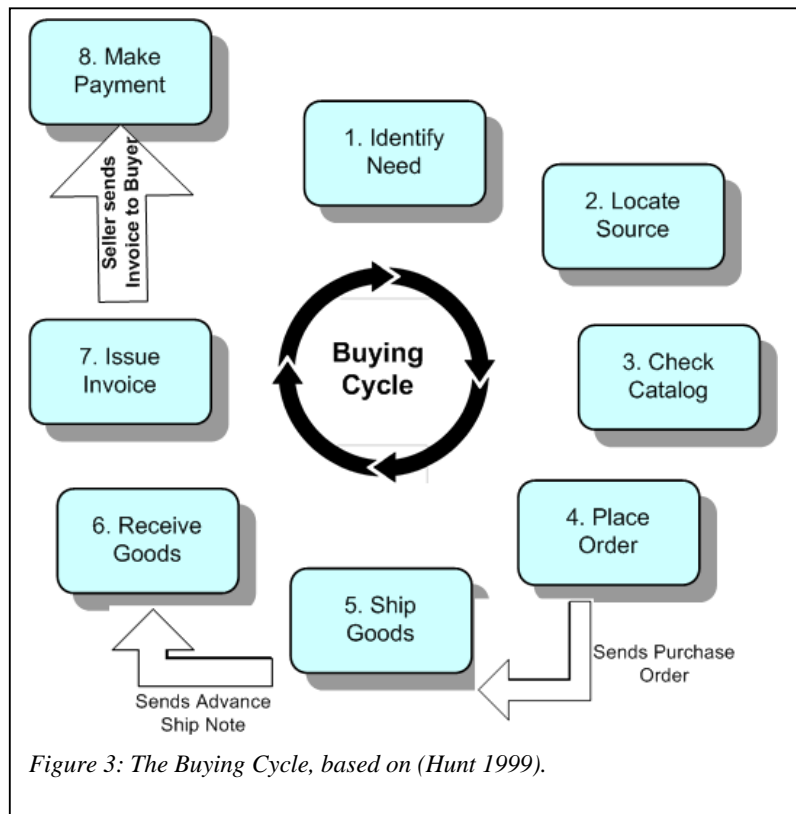 8. Make
Payment
1. Identify
Need
2. Locate
Source
Seller sends
Invoice to Buyer
Buying
Cycle
7. Issue
Invoice
3. Check
Catalog
6. Receive
Goods
4. Place
Order
5. Ship
Goods
Sends Purchase
Order
Sends Advance
Ship Note
Figure 3: The Buying Cycle, based on (Hunt 1999).